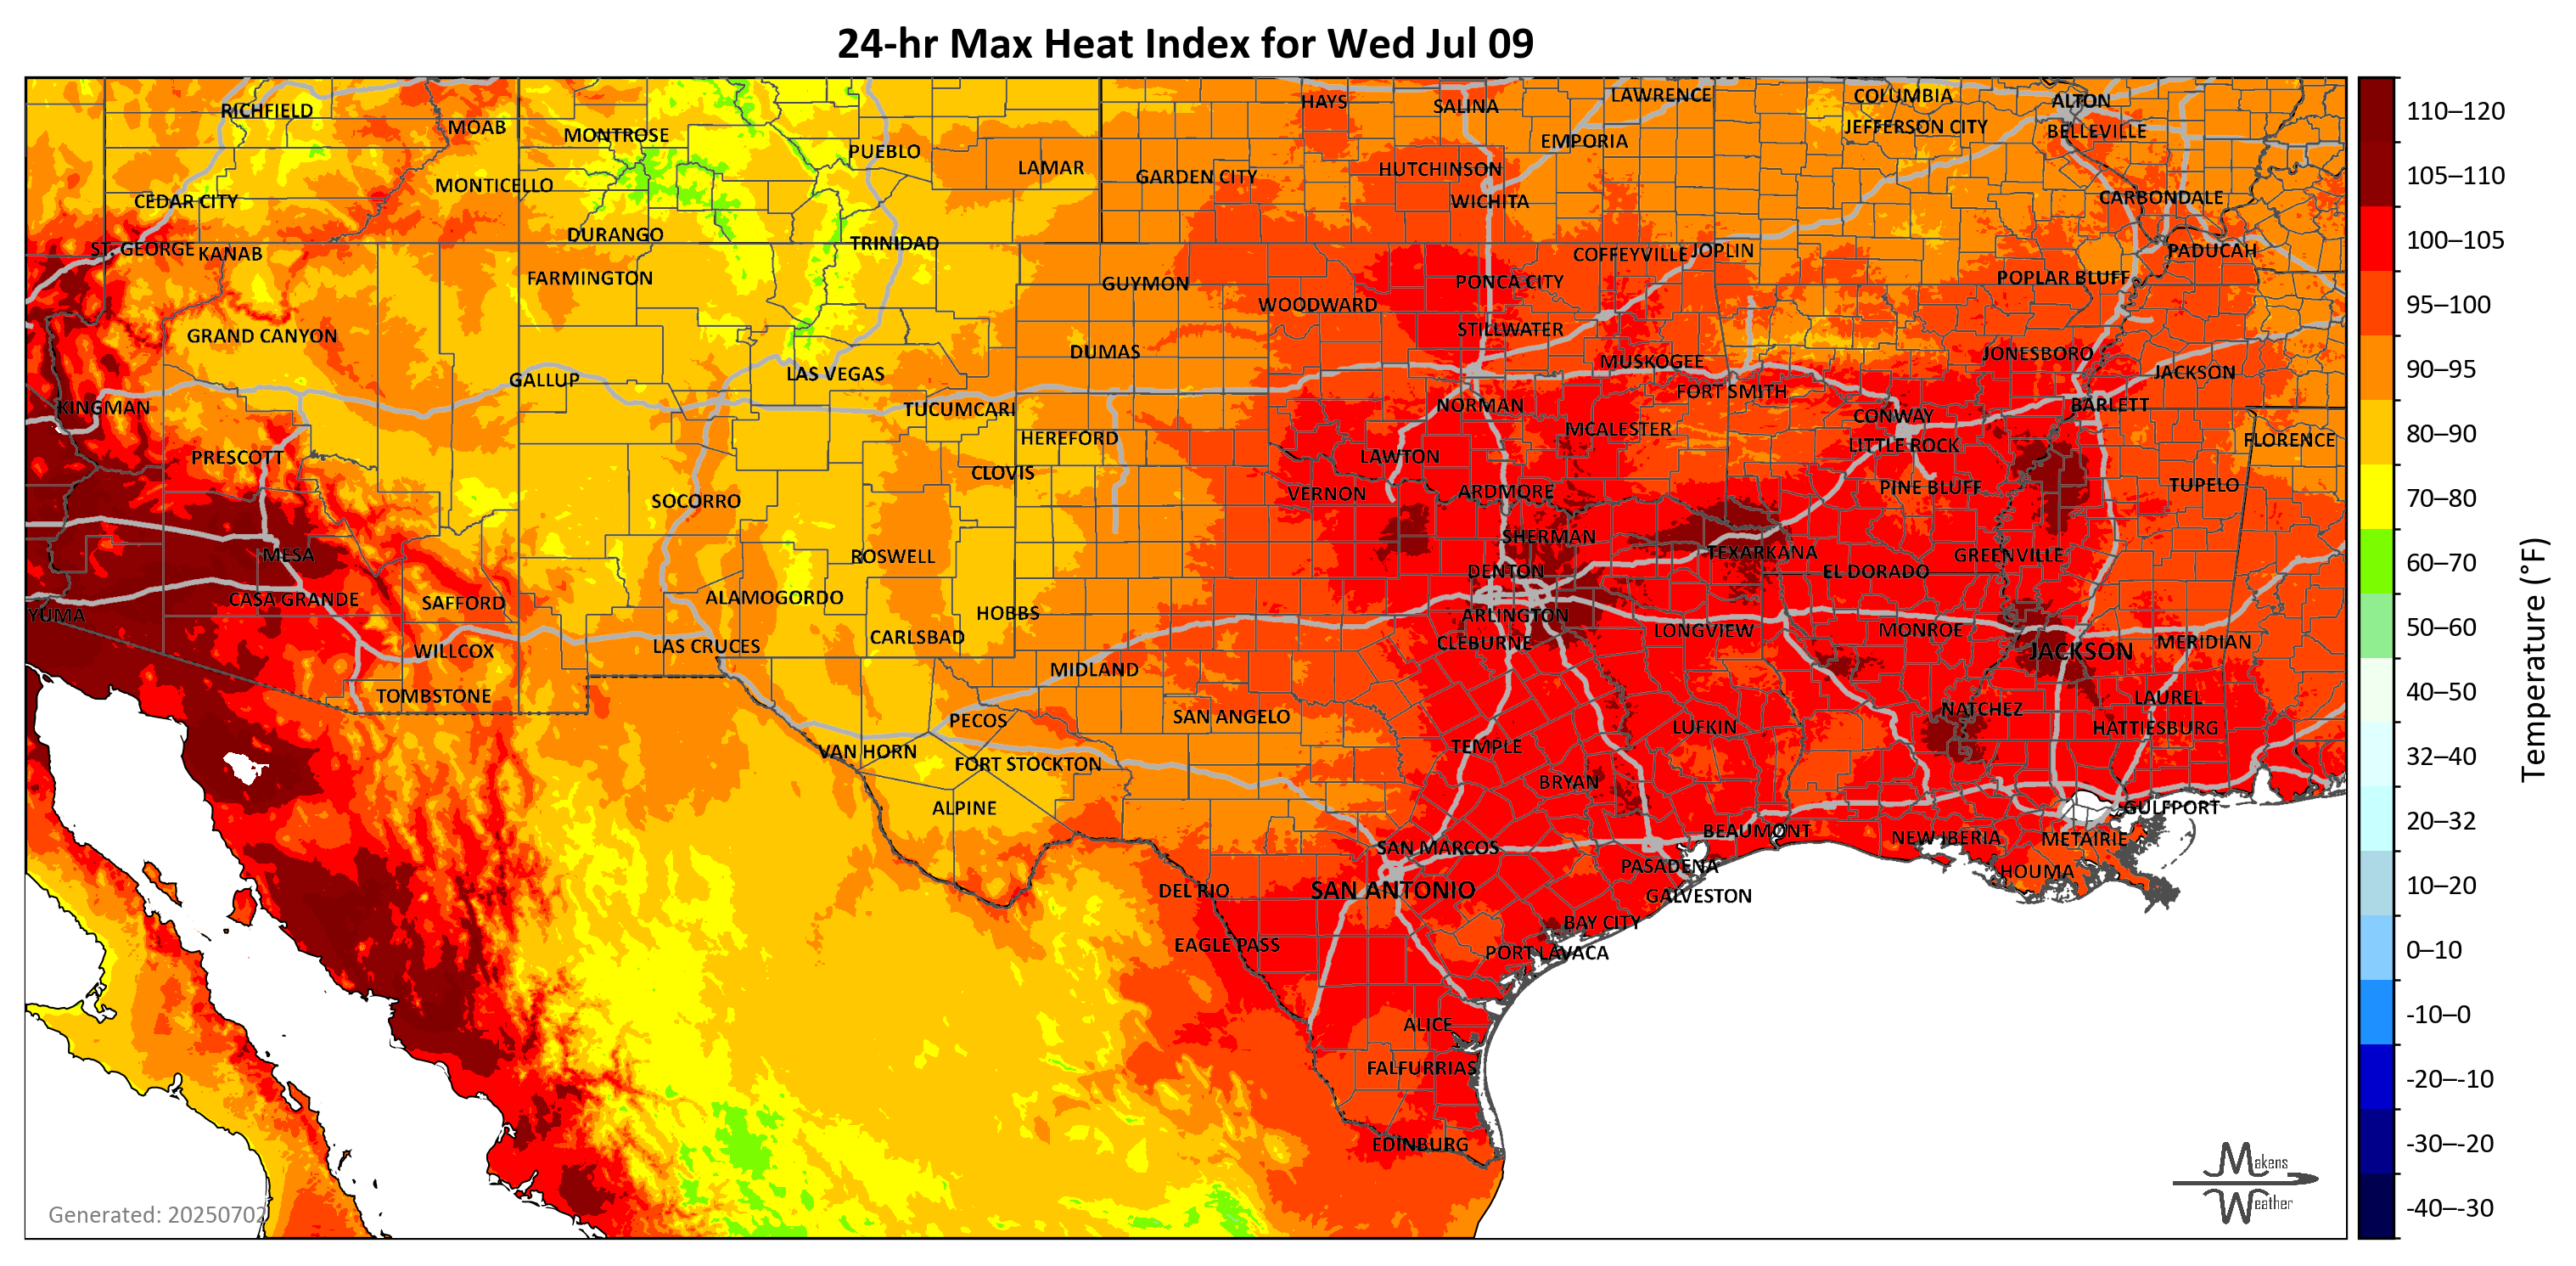 24-hr Max Heat Index for Wed Jul 09
RICHFIELD
MOAB
MONTROSE
PUEBLO
LAMAR
HAYS
SALINA
LAWRENCE
COLUMBIA
ALTON
EMPORIA
JEFFERSON CITY
BELLEVILLE
MONTICELLO
CEDAR CITY
GARDEN CITY
HUTCHINSON
WICHITA
CARBONDALE
ST. GEORGE
KANAB
DURANGO
TRINIDAD
COFFEYVILLE
JOPLIN
PADUCAH
FARMINGTON
GUYMON
PONCA CITY
POPLAR BLUFF
WOODWARD
GRAND CANYON
STILLWATER
DUMAS
MUSKOGEE
JONESBORO
GALLUP
LAS VEGAS
FORT SMITH
JACKSON
KINGMAN
TUCUMCARI
NORMAN
CONWAY
BARLETT
HEREFORD
MCALESTER
LITTLE ROCK
FLORENCE
PRESCOTT
CLOVIS
LAWTON
SOCORRO
VERNON
ARDMORE
PINE BLUFF
TUPELO
MESA
ROSWELL
SHERMAN
TEXARKANA
GREENVILLE
DENTON
EL DORADO
CASA GRANDE
SAFFORD
ALAMOGORDO
HOBBS
YUMA
ARLINGTON
WILLCOX
LAS CRUCES
CARLSBAD
CLEBURNE
LONGVIEW
MONROE
JACKSON
MERIDIAN
MIDLAND
TOMBSTONE
PECOS
SAN ANGELO
NATCHEZ
LAUREL
LUFKIN
HATTIESBURG
VAN HORN
FORT STOCKTON
TEMPLE
BRYAN
ALPINE
GULFPORT
SAN MARCOS
BEAUMONT
NEW IBERIA
METAIRIE
PASADENA
HOUMA
DEL RIO
SAN ANTONIO
GALVESTON
BAY CITY
EAGLE PASS
PORT LAVACA
ALICE
FALFURRIAS
EDINBURG
Generated: 20250702
Makens
Weather
110–120
105–110
100–105
95–100
90–95
80–90
70–80
60–70
50–60
40–50
32–40
20–32
10–20
0–10
-10–0
-20–-10
-30–-20
-40–-30
Temperature (°F)